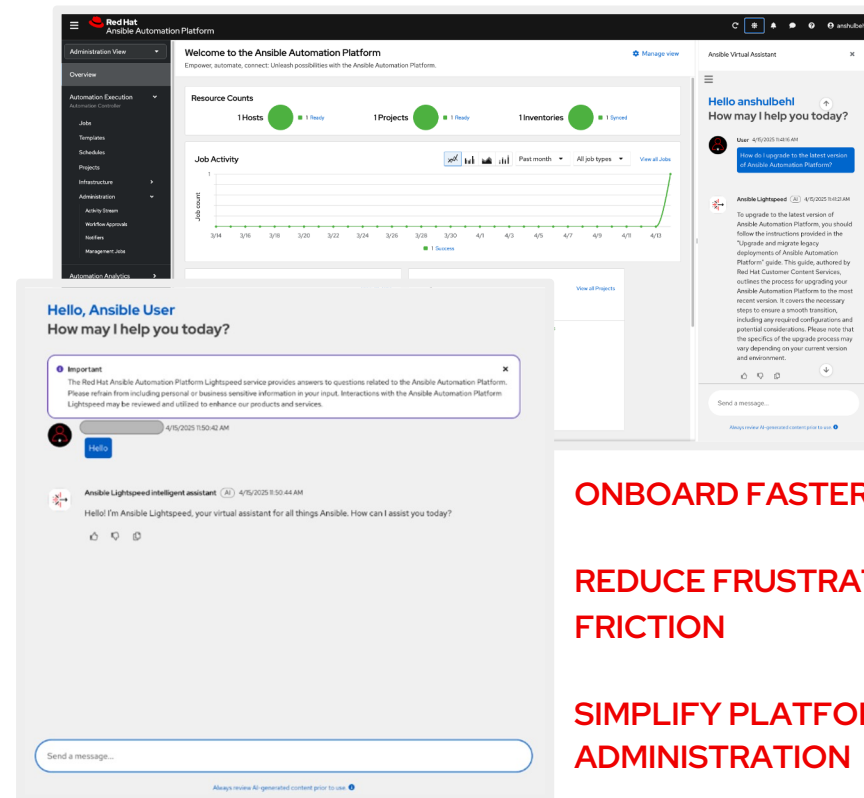 Red Hat
Ansible Automation Platform
anshulbehl
Administration View
Overview
Automation Execution
Automation Controller
Jobs
Templates
Schedules
Projects
Infrastructure
Administration
Activity Stream
Workflow Approvals
Notifiers
Management Jobs
Automation Analytics
Welcome to the Ansible Automation Platform
Empower, automate, connect: Unleash possibilities with the Ansible Automation Platform.
Manage view
Resource Counts
1 Hosts
1 Ready
1 Projects
1 Ready
1 Inventories
1 Synced
Job Activity
Past month
All job types
View all Jobs
Job count
1
0
3/14 3/16 3/18 3/20 3/22 3/24 3/26 3/28 3/30 4/1 4/3 4/5 4/7 4/9 4/11 4/13
1 Success
View all Projects
Ansible Virtual Assistant
Hello anshulbehl
How may I help you today?
User 4/15/2025 11:41:16 AM
How do I upgrade to the latest version
of Ansible Automation Platform?
Ansible Lightspeed AI 4/15/2025 11:41:21 AM
To upgrade to the latest version of
Ansible Automation Platform, you should
follow the instructions provided in the
"Upgrade and migrate legacy
deployments of Ansible Automation
Platform" guide. This guide, authored by
Red Hat Customer Content Services,
outlines the process for upgrading your
Ansible Automation Platform to the most
recent version. It covers the necessary
steps to ensure a smooth transition,
including any required configurations and
potential considerations. Please note that
the specifics of the upgrade process may
vary depending on your current version
and environment.
Send a message...
Always review AI-generated content prior to use.
Hello, Ansible User
How may I help you today?
Important
The Red Hat Ansible Automation Platform Lightspeed service provides answers to questions related to the Ansible Automation Platform.
Please refrain from including personal or business sensitive information in your input. Interactions with the Ansible Automation Platform
Lightspeed may be reviewed and utilized to enhance our products and services.
4/15/2025 11:50:42 AM
Hello
Ansible Lightspeed intelligent assistant AI 4/15/2025 11:50:44 AM
Hello! I'm Ansible Lightspeed, your virtual assistant for all things Ansible. How can I assist you today?
Send a message...
Always review AI-generated content prior to use.
ONBOARD FASTER
REDUCE FRUSTRAT
FRICTION
SIMPLIFY PLATFOR
ADMINISTRATION